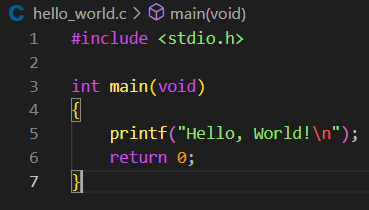 C hello_world.c > main(void)
1 #include <stdio.h>
2
3 int main(void)
4 {
5     printf("Hello, World!\n");
6     return 0;
7 }